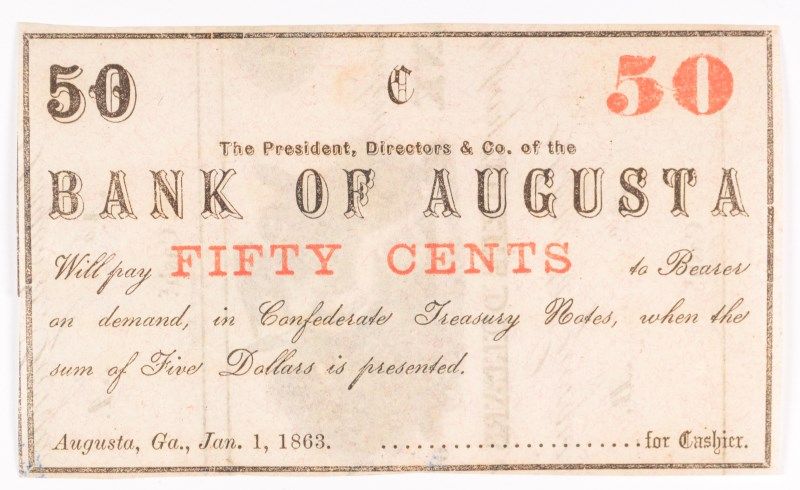 50 C 50
The President, Directors & Co. of the
BANK OF AUGUSTA
Will pay FIFTY CENTS to Bearer
on demand, in Confederate Treasury Notes, when the
sum of Five Dollars is presented.
Augusta, Ga., Jan. 1, 1863. ........................for Cashier.